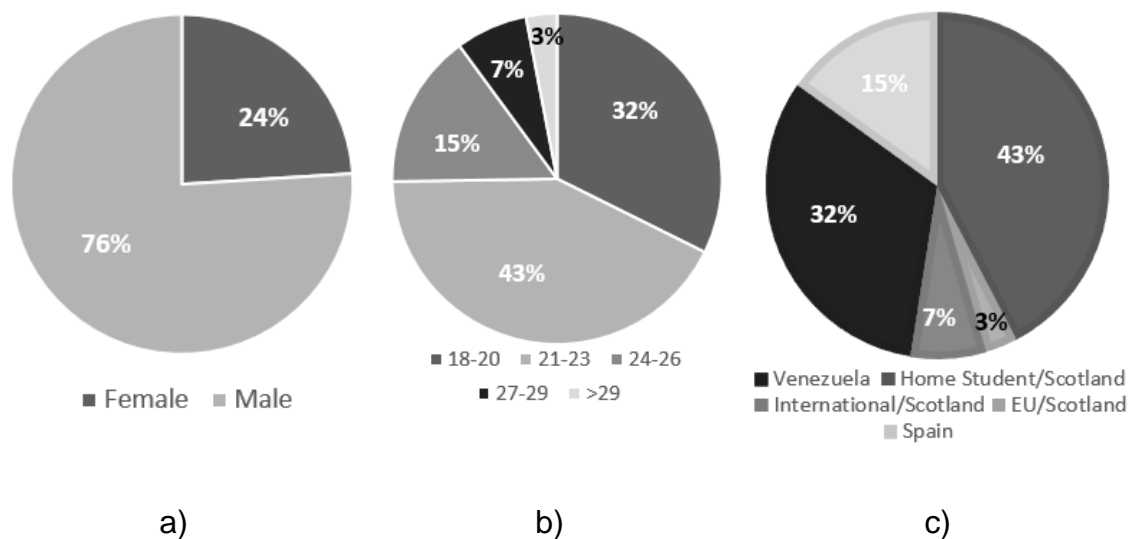 24%
76%
Female Male
3%
7%
32%
15%
43%
18-20 21-23 24-26
27-29 >29
15%
43%
32%
7%
3%
Venezuela Home Student/Scotland
International/Scotland EU/Scotland
Spain
a)
b)
c)